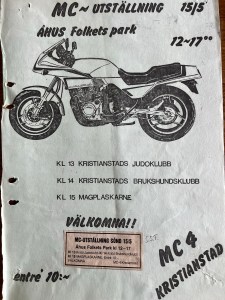 MC~UTSTÄLLNING 15/5
ÅHUS Folkets park
12-17⁰⁰
KL 13 KRISTIANSTADS JUDOKLUBB
KL 14 KRISTIANSTADS BRUKSHUNDSKLUBB
KL 15 MAGPLASKARNE
VÄLKOMNA!!
MC-UTSTÄLLNING SÖND 15/5
Åhus Folkets Park kl 12-17
MC 4
KRISTIANSTAD
entré 10:-